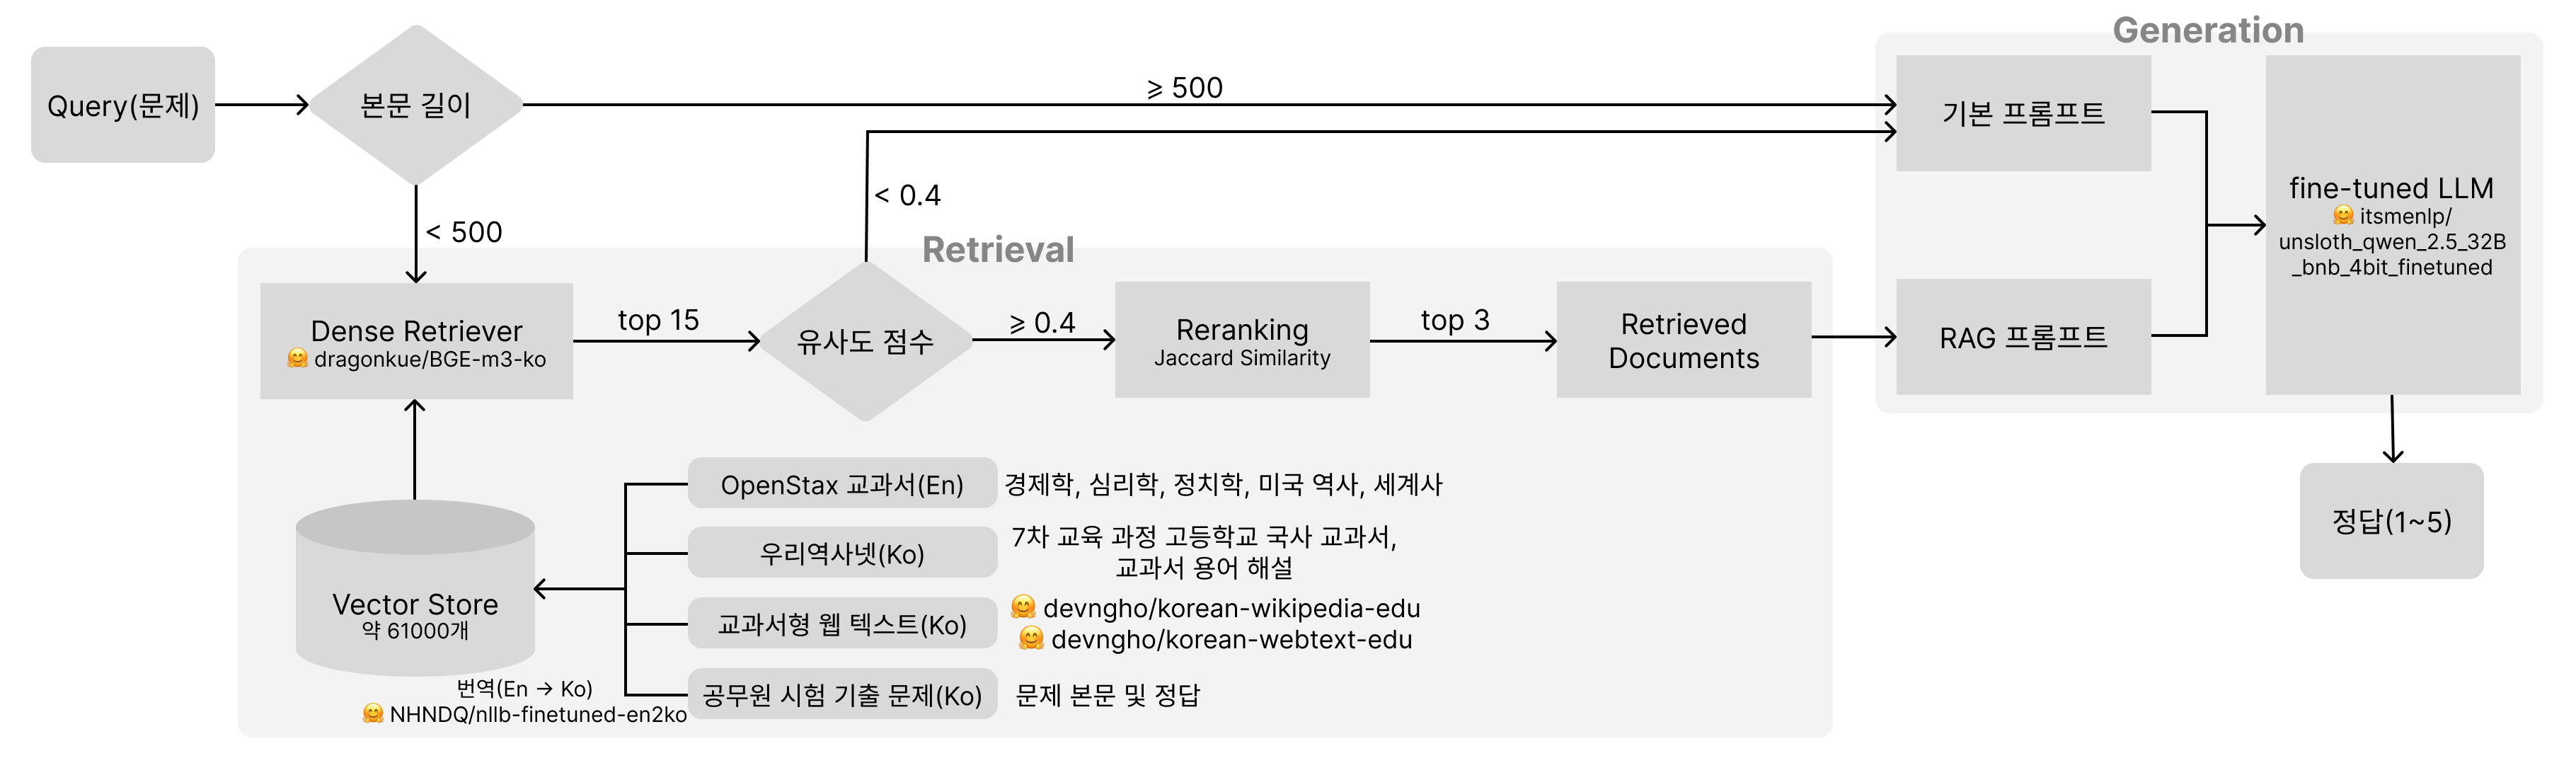 Generation
Query(문제)
본문 길이
⩾ 500
기본 프롬프트
< 500
< 0.4
fine-tuned LLM
🤗 itsmenlp/
unsloth_qwen_2.5_32B
_bnb_4bit_finetuned
Retrieval
Dense Retriever
🤗 dragonkue/BGE-m3-ko
top 15
유사도 점수
⩾ 0.4
Reranking
Jaccard Similarity
top 3
Retrieved
Documents
RAG 프롬프트
정답(1~5)
Vector Store
약 61000개
OpenStax 교과서(En)
경제학, 심리학, 정치학, 미국 역사, 세계사
우리역사넷(Ko)
7차 교육 과정 고등학교 국사 교과서,
교과서 용어 해설
교과서형 웹 텍스트(Ko)
🤗 devngho/korean-wikipedia-edu
🤗 devngho/korean-webtext-edu
공무원 시험 기출 문제(Ko)
문제 본문 및 정답
번역(En → Ko)
🤗 NHNDQ/nllb-finetuned-en2ko